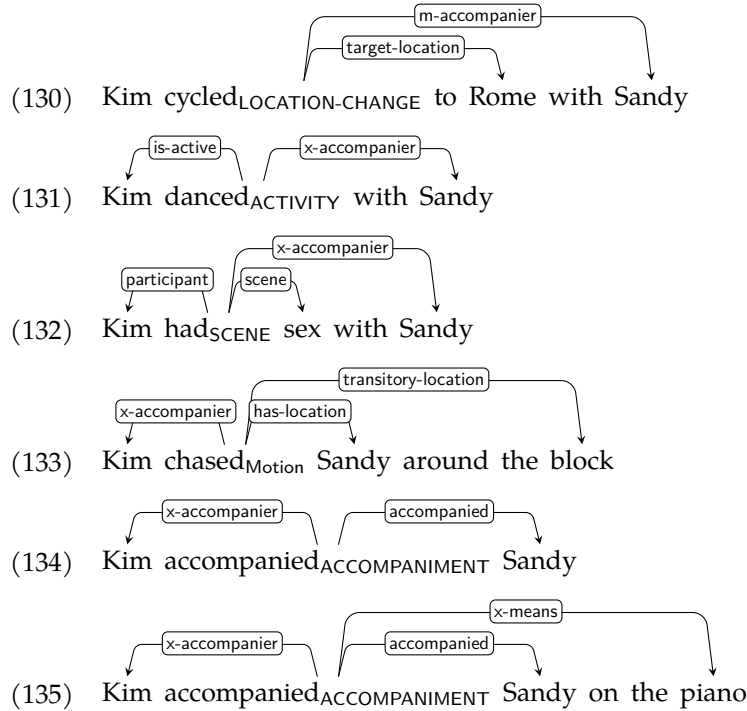 m-accompanier
target-location
(130) Kim cycledLOCATION-CHANGE to Rome with Sandy
is-active x-accompanier
(131) Kim dancedACTIVITY with Sandy
x-accompanier
participant scene
(132) Kim hadSCENE sex with Sandy
transitory-location
x-accompanier has-location
(133) Kim chasedMotion Sandy around the block
x-accompanier accompanied
(134) Kim accompaniedACCOMPANIMENT Sandy
x-means
x-accompanier accompanied
(135) Kim accompaniedACCOMPANIMENT Sandy on the piano